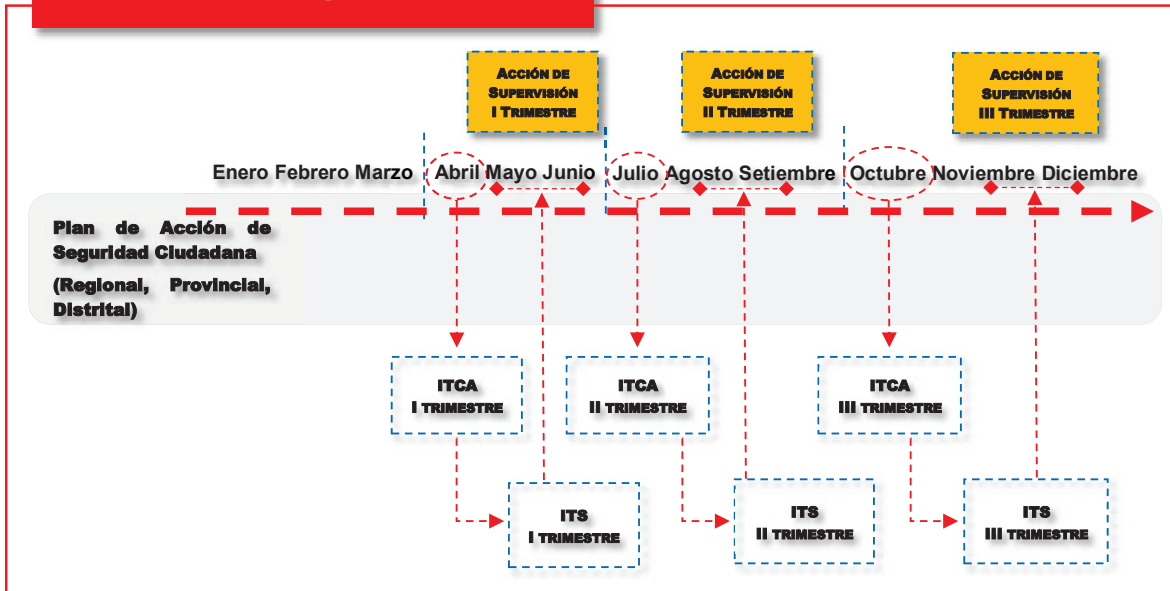 ACCIÓN DE
SUPERVISIÓN
I TRIMESTRE
ACCIÓN DE
SUPERVISIÓN
II TRIMESTRE
ACCIÓN DE
SUPERVISIÓN
III TRIMESTRE
Enero Febrero Marzo Abril Mayo Junio Julio Agosto Setiembre Octubre Noviembre Diciembre
Plan de Acción de
Seguridad Ciudadana
(Regional, Provincial,
Distrital)
ITCA
I TRIMESTRE
ITCA
II TRIMESTRE
ITCA
III TRIMESTRE
ITS
I TRIMESTRE
ITS
II TRIMESTRE
ITS
III TRIMESTRE